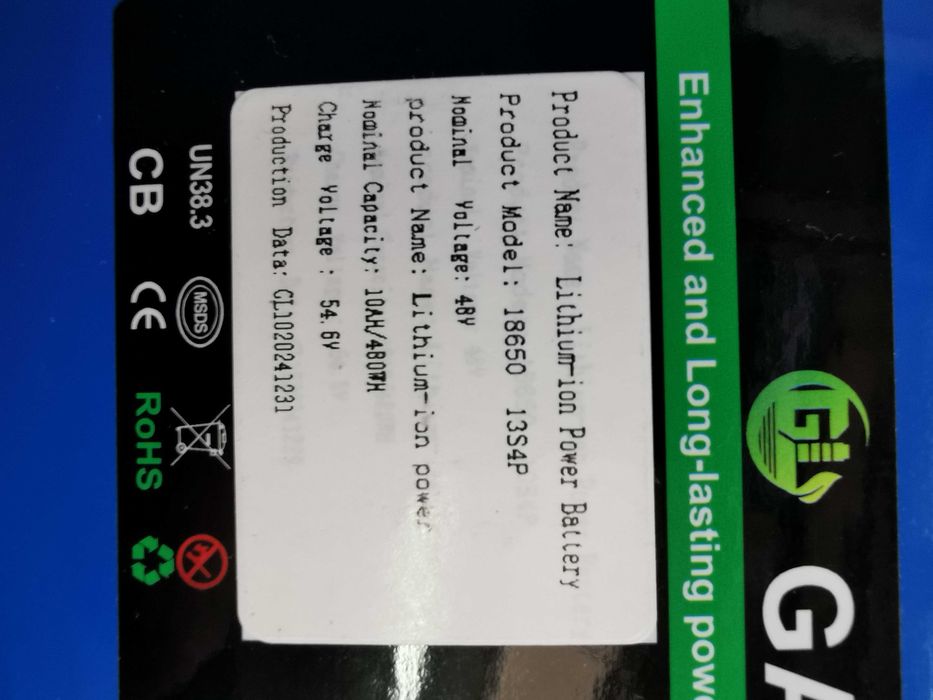 GL
GA
Enhanced and Long-lasting powe
Product Name: Lithium-ion Power Battery
Product Model: 18650 13S4P
Nominal Voltage: 48V
product Name: Lithium-ion power
Nominal Capacity: 10AH/480WH
Charge Voltage : 54.6V
Production Data: CL1020241231
UN38.3 MSDS
CB CE RoHS